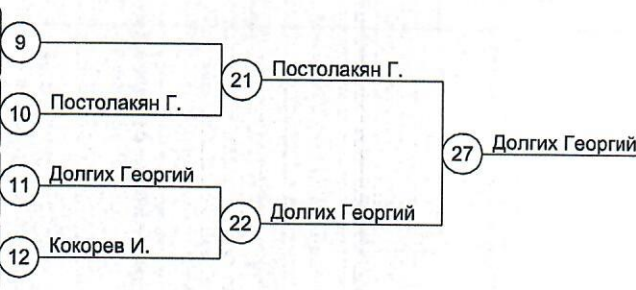 9
21 Постолакян Г.
10 Постолакян Г.
27 Долгих Георгий
11 Долгих Георгий
22 Долгих Георгий
12 Кокорев И.